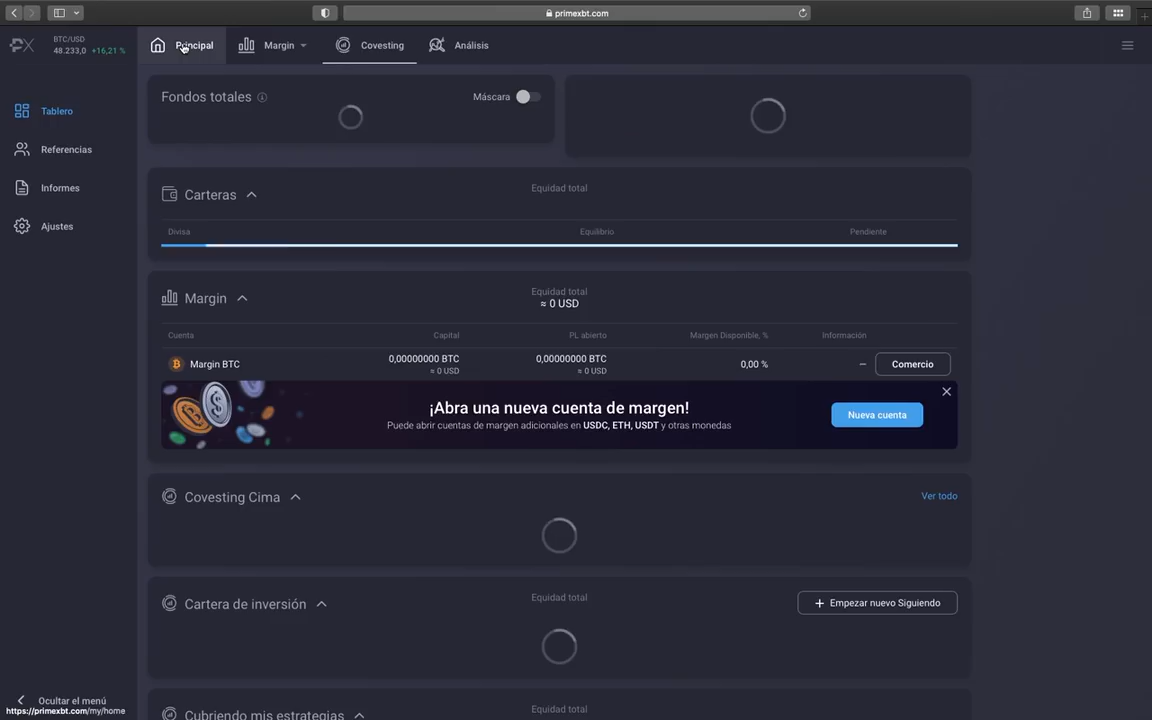 primexbt.com
BTC/USD
48.233,0 +16,21 %
Principal
Margin
Covesting
Análisis
Tablero
Referencias
Informes
Ajustes
Fondos totales
Máscara
Carteras
Equidad total
Divisa
Equilibrio
Pendiente
Margin
Equidad total
≈ 0 USD
Cuenta
Capital
PL abierto
Margen Disponible, %
Información
Margin BTC
0,00000000 BTC
≈ 0 USD
0,00000000 BTC
≈ 0 USD
0,00 %
–
Comercio
¡Abra una nueva cuenta de margen!
Puede abrir cuentas de margen adicionales en USDC, ETH, USDT y otras monedas
Nueva cuenta
Covesting Cima
Ver todo
Cartera de inversión
Equidad total
+ Empezar nuevo Siguiendo
Cubriendo mis estrategias
Equidad total
Ocultar el menú
https://primexbt.com/my/home